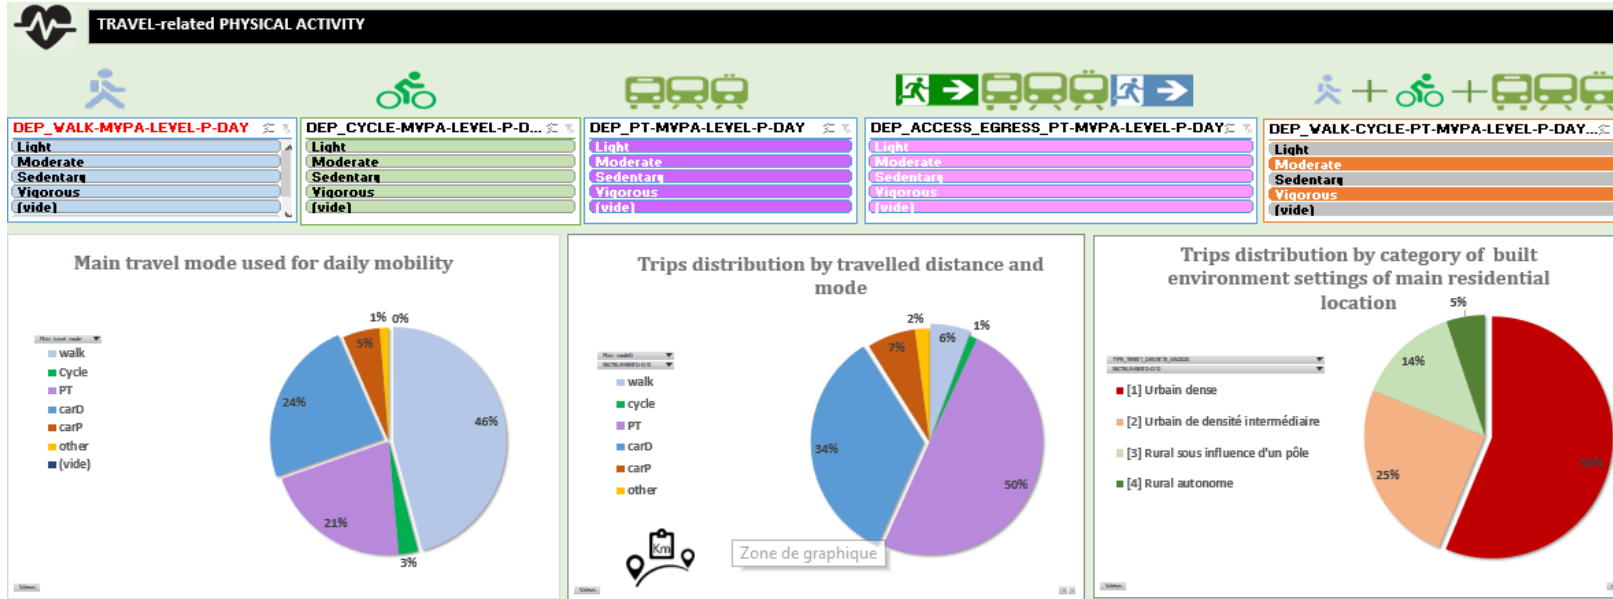 TRAVEL-related PHYSICAL ACTIVITY
DEP_WALK-MVPA-LEVEL-P-DAY
Light
Moderate
Sedentary
Vigorous
(vide)
DEP_CYCLE-MVPA-LEVEL-P-D...
Light
Moderate
Sedentary
Vigorous
(vide)
DEP_PT-MVPA-LEVEL-P-DAY
Light
Moderate
Sedentary
Vigorous
(vide)
DEP_ACCESS_EGRESS_PT-MVPA-LEVEL-P-DAY
Light
Moderate
Sedentary
Vigorous
(vide)
DEP_WALK-CYCLE-PT-MVPA-LEVEL-P-DAY...
Light
Moderate
Sedentary
Vigorous
(vide)
Main travel mode used for daily mobility
Main travel mode
walk
Cycle
PT
carD
carP
other
(vide)
1% 0%
5%
24%
46%
21%
3%
Trips distribution by travelled distance and
mode
walk
cycle
PT
carD
carP
other
2%
6%
1%
7%
34%
50%
Km
Zone de graphique
Trips distribution by category of built
environment settings of main residential
location
[1] Urbain dense
[2] Urbain de densité intermédiaire
[3] Rural sous influence d'un pôle
[4] Rural autonome
5%
14%
25%
56%